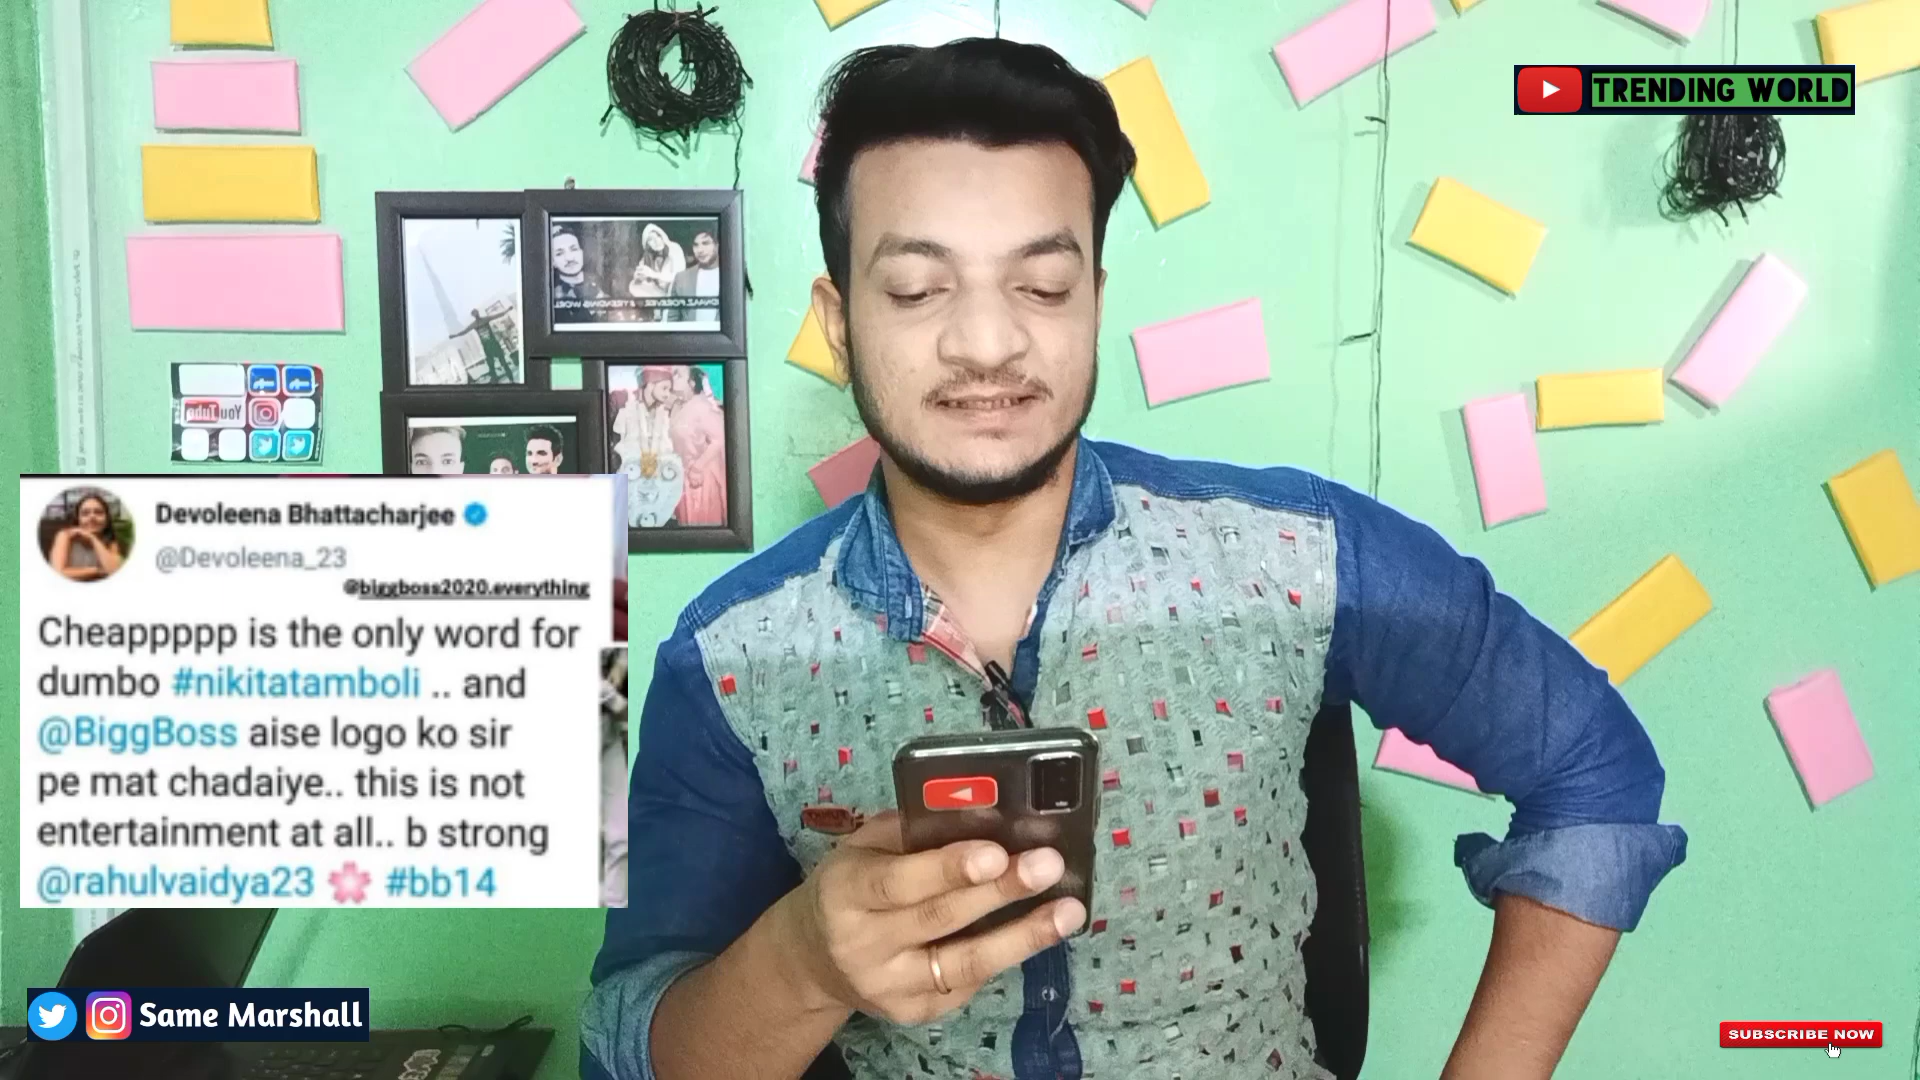 TRENDING WORLD
YouTube
Devoleena Bhattacharjee
@Devoleena_23
@biggboss2020.everything
Cheappppp is the only word for
dumbo #nikitatamboli .. and
@BiggBoss aise logo ko sir
pe mat chadaiye.. this is not
entertainment at all.. b strong
@rahulvaidya23 🌸 #bb14
Same Marshall
SUBSCRIBE NOW